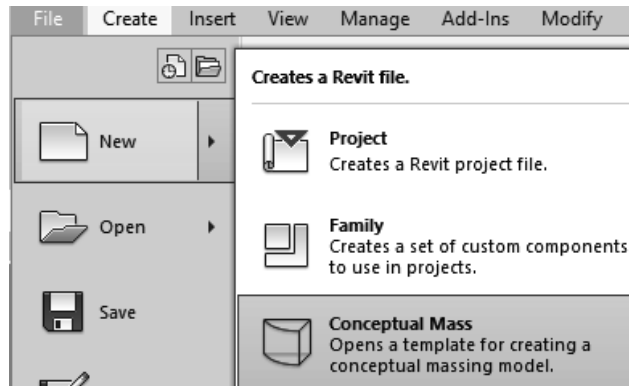 File Create Insert View Manage Add-Ins Modify
Creates a Revit file.
New
Project
Creates a Revit project file.
Open
Family
Creates a set of custom components
to use in projects.
Save
Conceptual Mass
Opens a template for creating a
conceptual massing model.